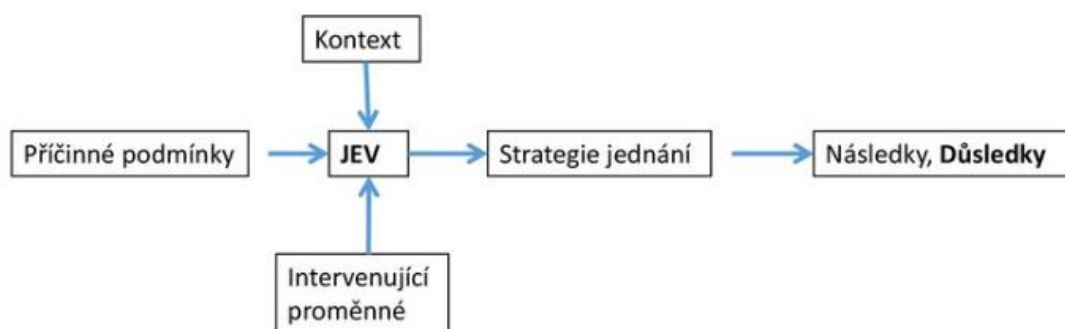 Kontext
Příčinné podmínky
JEV
Strategie jednání
Následky, Důsledky
Intervenující
proměnné